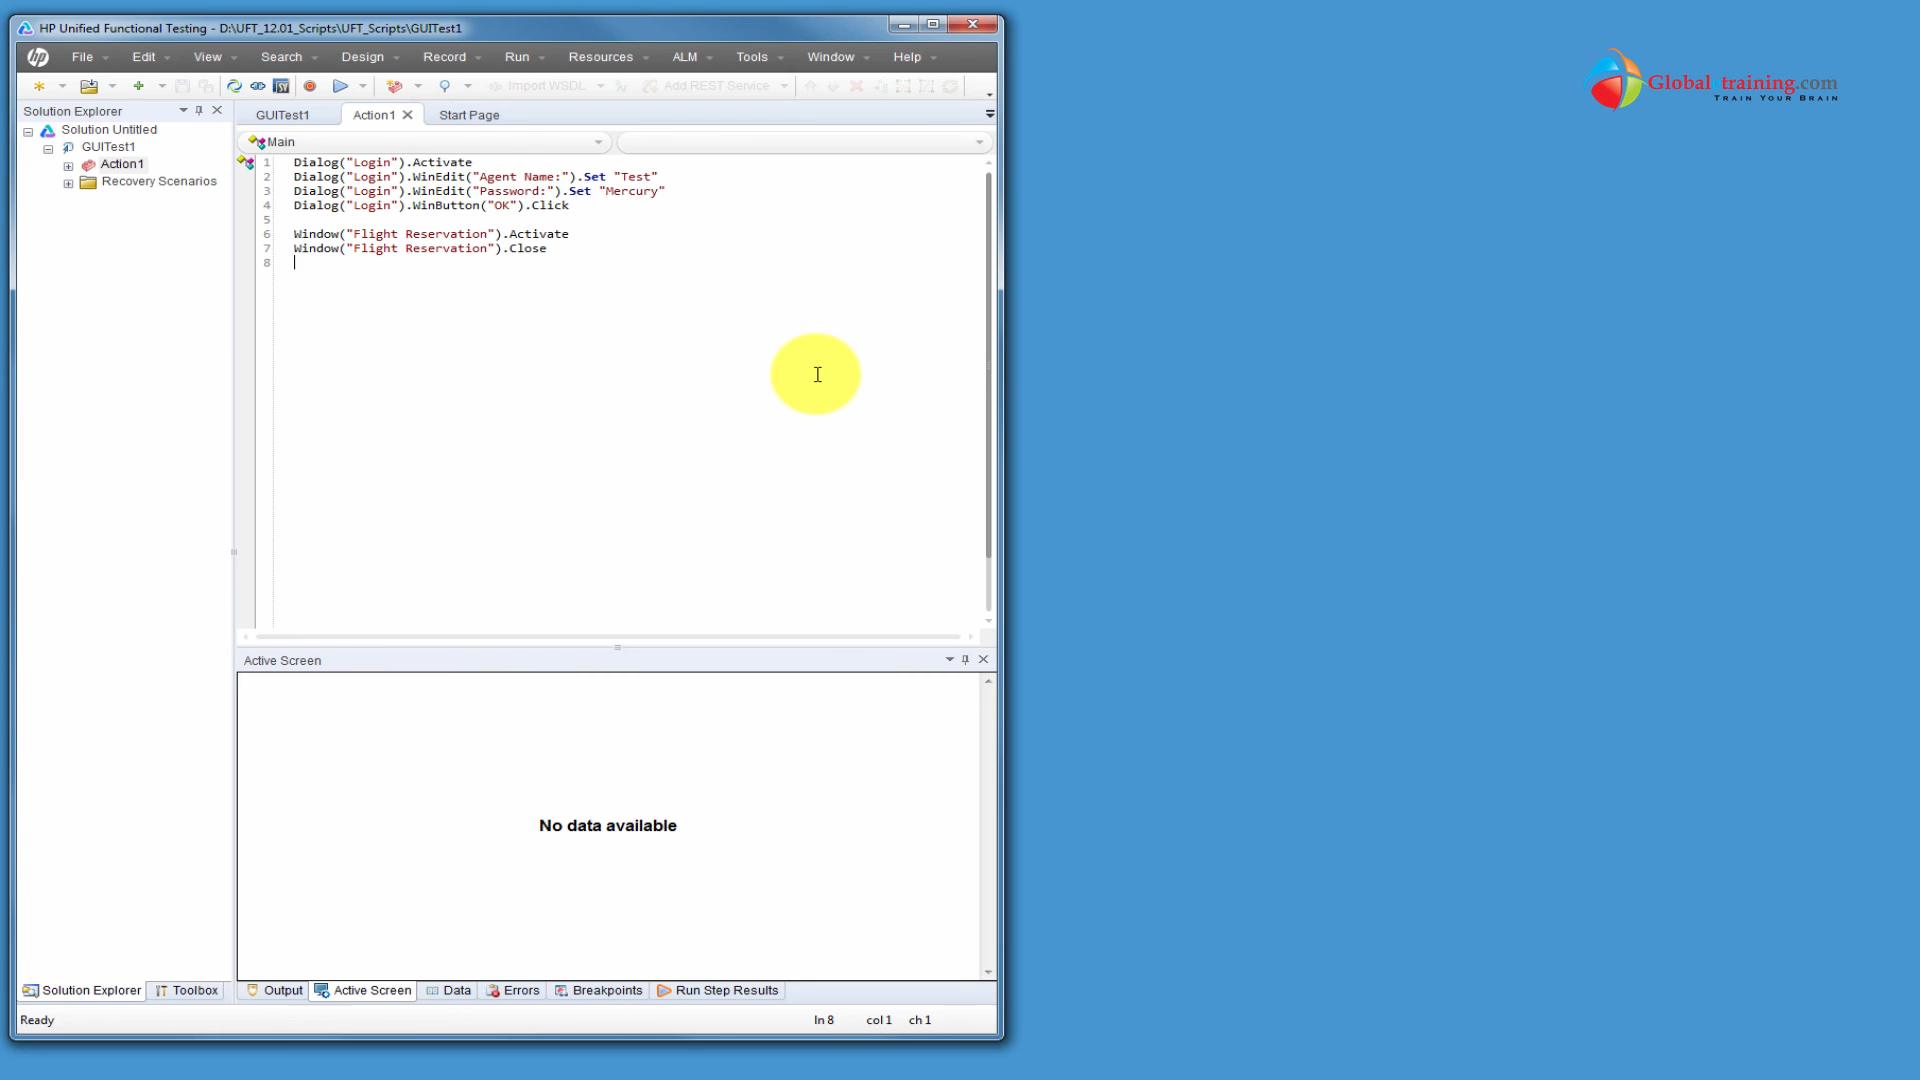 HP Unified Functional Testing - D:\UFT_12.01_Scripts\UFT_Scripts\GUITest1
hp File Edit View Search Design Record Run Resources ALM Tools Window Help
Import WSDL Add REST Service
Solution Explorer
Solution Untitled
GUITest1
Action1
Recovery Scenarios
GUITest1 Action1 Start Page
Main
1 Dialog("Login").Activate
2 Dialog("Login").WinEdit("Agent Name:").Set "Test"
3 Dialog("Login").WinEdit("Password:").Set "Mercury"
4 Dialog("Login").WinButton("OK").Click
5
6 Window("Flight Reservation").Activate
7 Window("Flight Reservation").Close
8
Active Screen
No data available
Solution Explorer Toolbox
Output Active Screen Data Errors Breakpoints Run Step Results
Ready ln 8 col 1 ch 1
Global training.com
TRAIN YOUR BRAIN